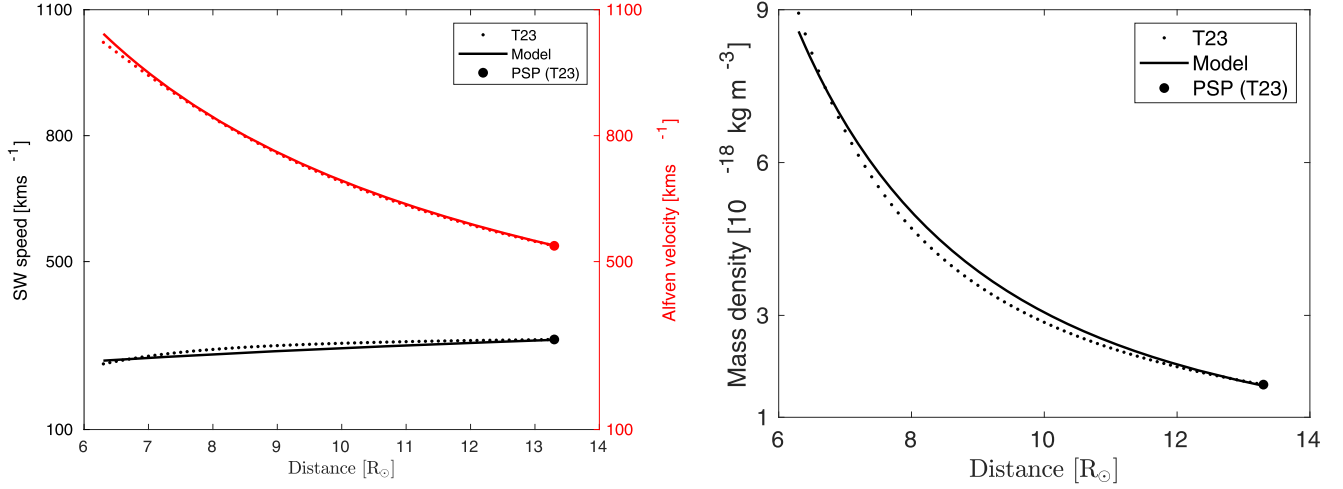 1100
800
500
100
SW speed [kms⁻¹]
6 7 8 9 10 11 12 13 14
Distance [R☉]
T23
Model
PSP (T23)
1100
800
500
100
Alfven velocity [kms⁻¹]
9
6
3
1
Mass density [10⁻¹⁸ kg m⁻³]
6 8 10 12 14
Distance [R☉]
T23
Model
PSP (T23)